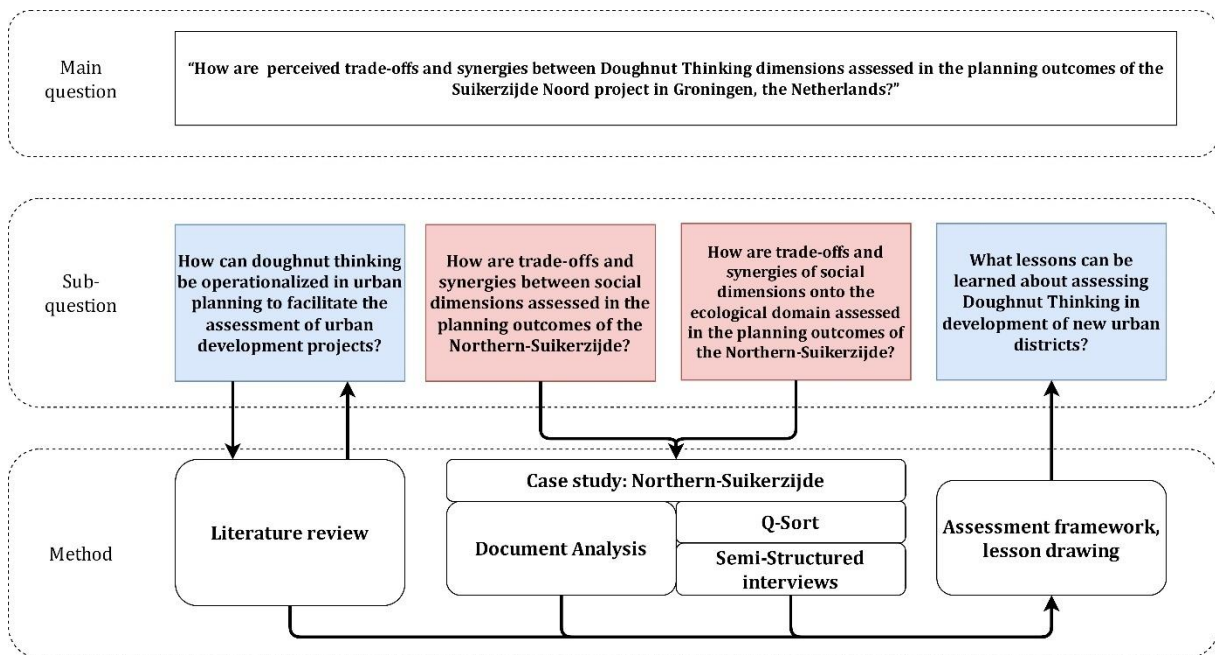 Main
question
“How are perceived trade-offs and synergies between Doughnut Thinking dimensions assessed in the planning outcomes of the
Suikerzijde Noord project in Groningen, the Netherlands?”
Sub-
question
How can doughnut thinking
be operationalized in urban
planning to facilitate the
assessment of urban
development projects?
How are trade-offs and
synergies between social
dimensions assessed in the
planning outcomes of the
Northern-Suikerzijde?
How are trade-offs and
synergies of social
dimensions onto the
ecological domain assessed
in the planning outcomes of
the Northern-Suikerzijde?
What lessons can be
learned about assessing
Doughnut Thinking in
development of new urban
districts?
Method
Literature review
Case study: Northern-Suikerzijde
Document Analysis
Q-Sort
Semi-Structured
interviews
Assessment framework,
lesson drawing